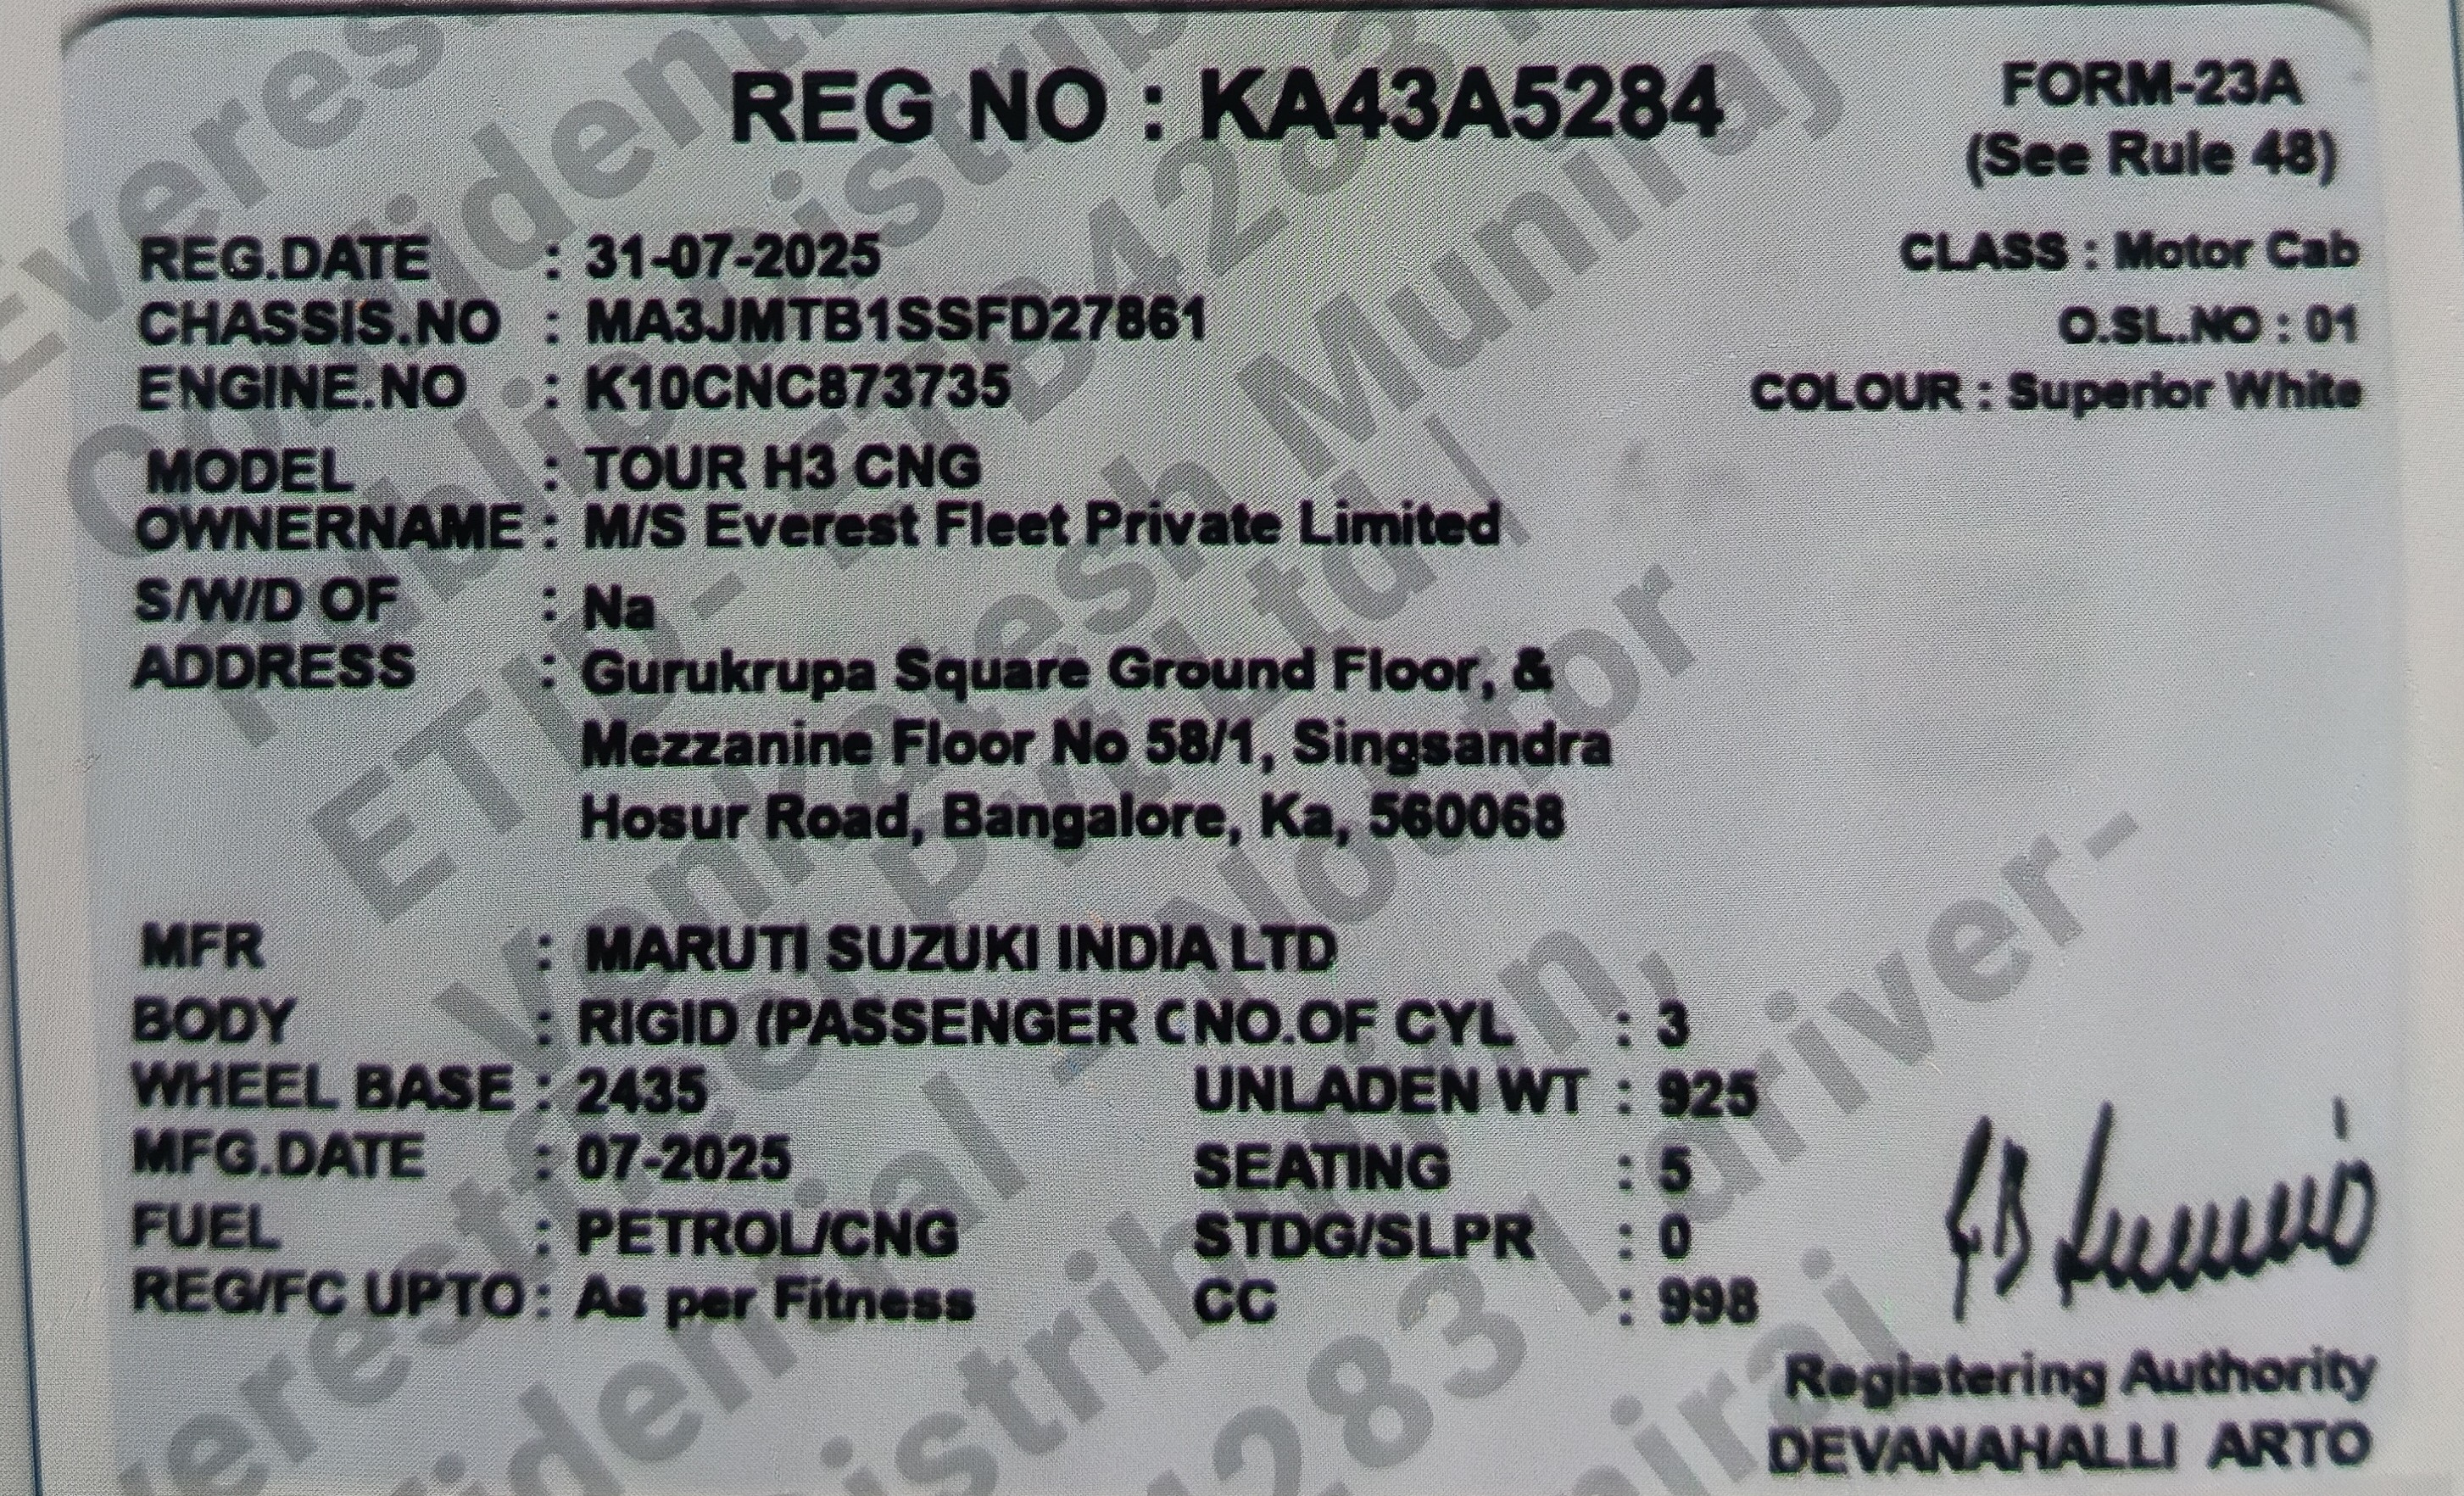 REG NO : KA43A5284
FORM-23A
(See Rule 48)
REG.DATE : 31-07-2025
CLASS : Motor Cab
CHASSIS.NO : MA3JMTB1SSFD27861
O.SL.NO : 01
ENGINE.NO : K10CNC873735
COLOUR : Superior White
MODEL : TOUR H3 CNG
OWNERNAME : M/S Everest Fleet Private Limited
S/W/D OF : Na
ADDRESS : Gurukrupa Square Ground Floor, &
Mezzanine Floor No 58/1, Singsandra
Hosur Road, Bangalore, Ka, 560068
MFR : MARUTI SUZUKI INDIA LTD
BODY : RIGID (PASSENGER C NO.OF CYL : 3
WHEEL BASE : 2435 UNLADEN WT : 925
MFG.DATE : 07-2025 SEATING : 5
FUEL : PETROL/CNG STDG/SLPR : 0
REG/FC UPTO : As per Fitness CC : 998
Registering Authority
DEVANAHALLI ARTO